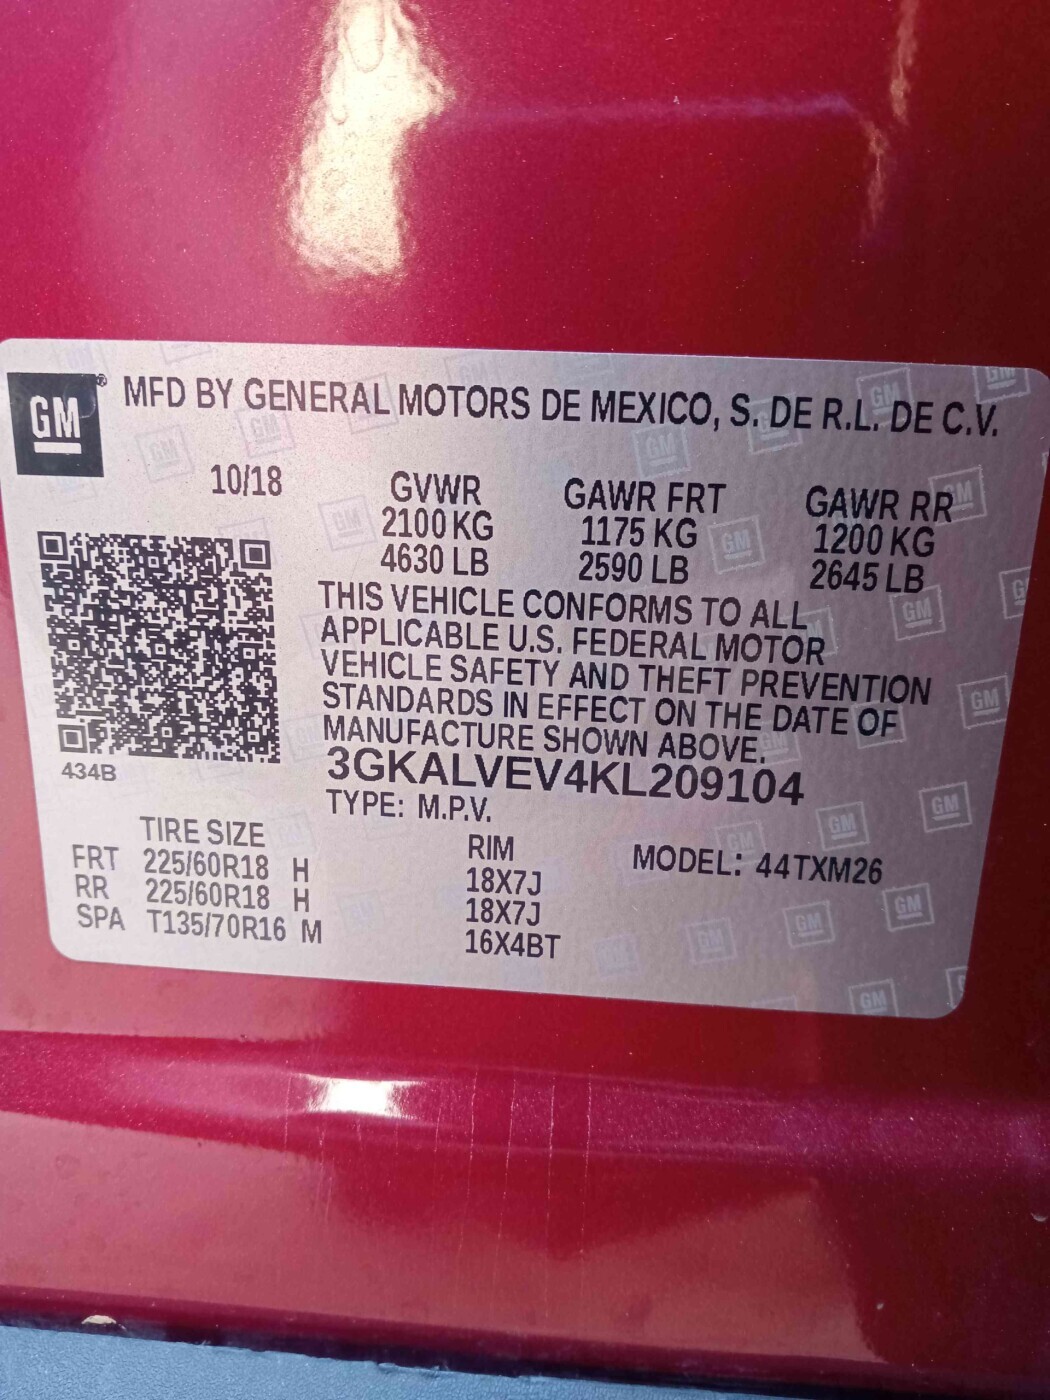 GM ® MFD BY GENERAL MOTORS DE MEXICO, S. DE R.L. DE C.V.
10/18 GVWR GAWR FRT GAWR RR
2100 KG 1175 KG 1200 KG
4630 LB 2590 LB 2645 LB
THIS VEHICLE CONFORMS TO ALL
APPLICABLE U.S. FEDERAL MOTOR
VEHICLE SAFETY AND THEFT PREVENTION
STANDARDS IN EFFECT ON THE DATE OF
MANUFACTURE SHOWN ABOVE.
434B
3GKALVEV4KL209104
TYPE: M.P.V.
TIRE SIZE RIM MODEL: 44TXM26
FRT 225/60R18 H 18X7J
RR 225/60R18 H 18X7J
SPA T135/70R16 M 16X4BT